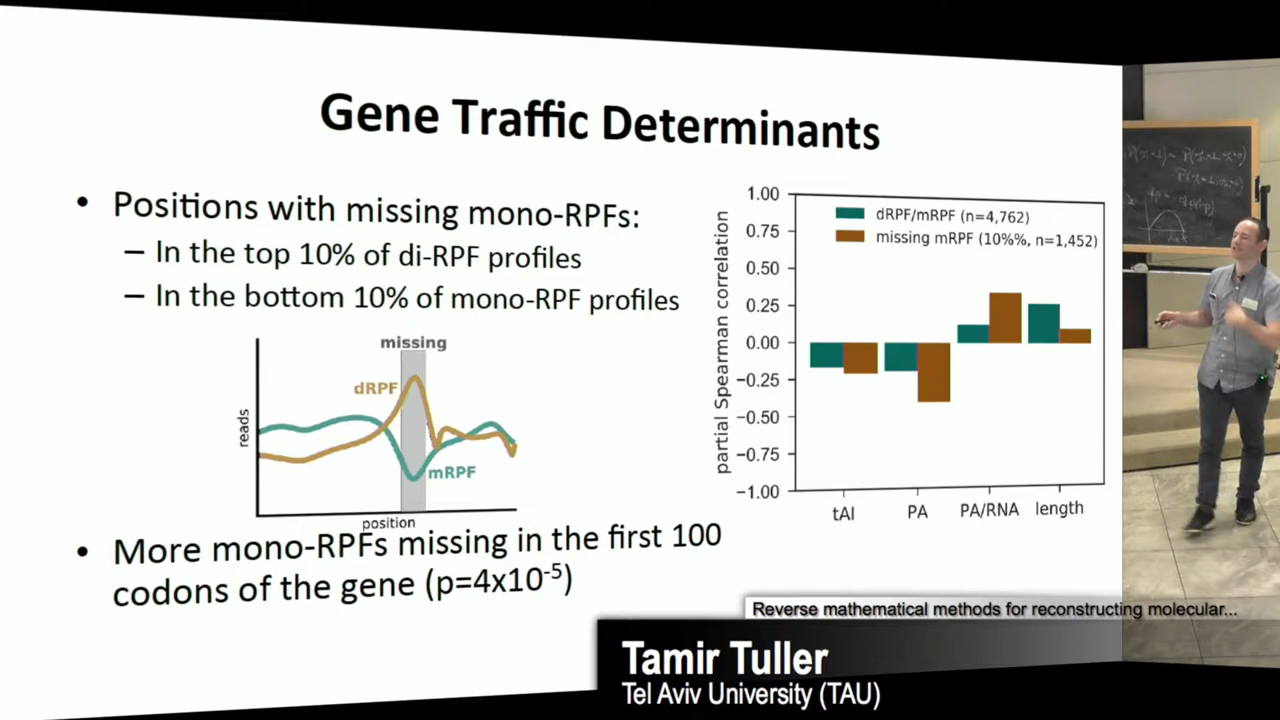 Gene Traffic Determinants
• Positions with missing mono-RPFs:
– In the top 10% of di-RPF profiles
– In the bottom 10% of mono-RPF profiles
missing
dRPF
mRPF
reads
position
• More mono-RPFs missing in the first 100
codons of the gene (p=4x10⁻⁵)
partial Spearman correlation
1.00
0.75
0.50
0.25
0.00
−0.25
−0.50
−0.75
−1.00
dRPF/mRPF (n=4,762)
missing mRPF (10%%, n=1,452)
tAI
PA
PA/RNA
length
Reverse mathematical methods for reconstructing molecular...
Tamir Tuller
Tel Aviv University (TAU)